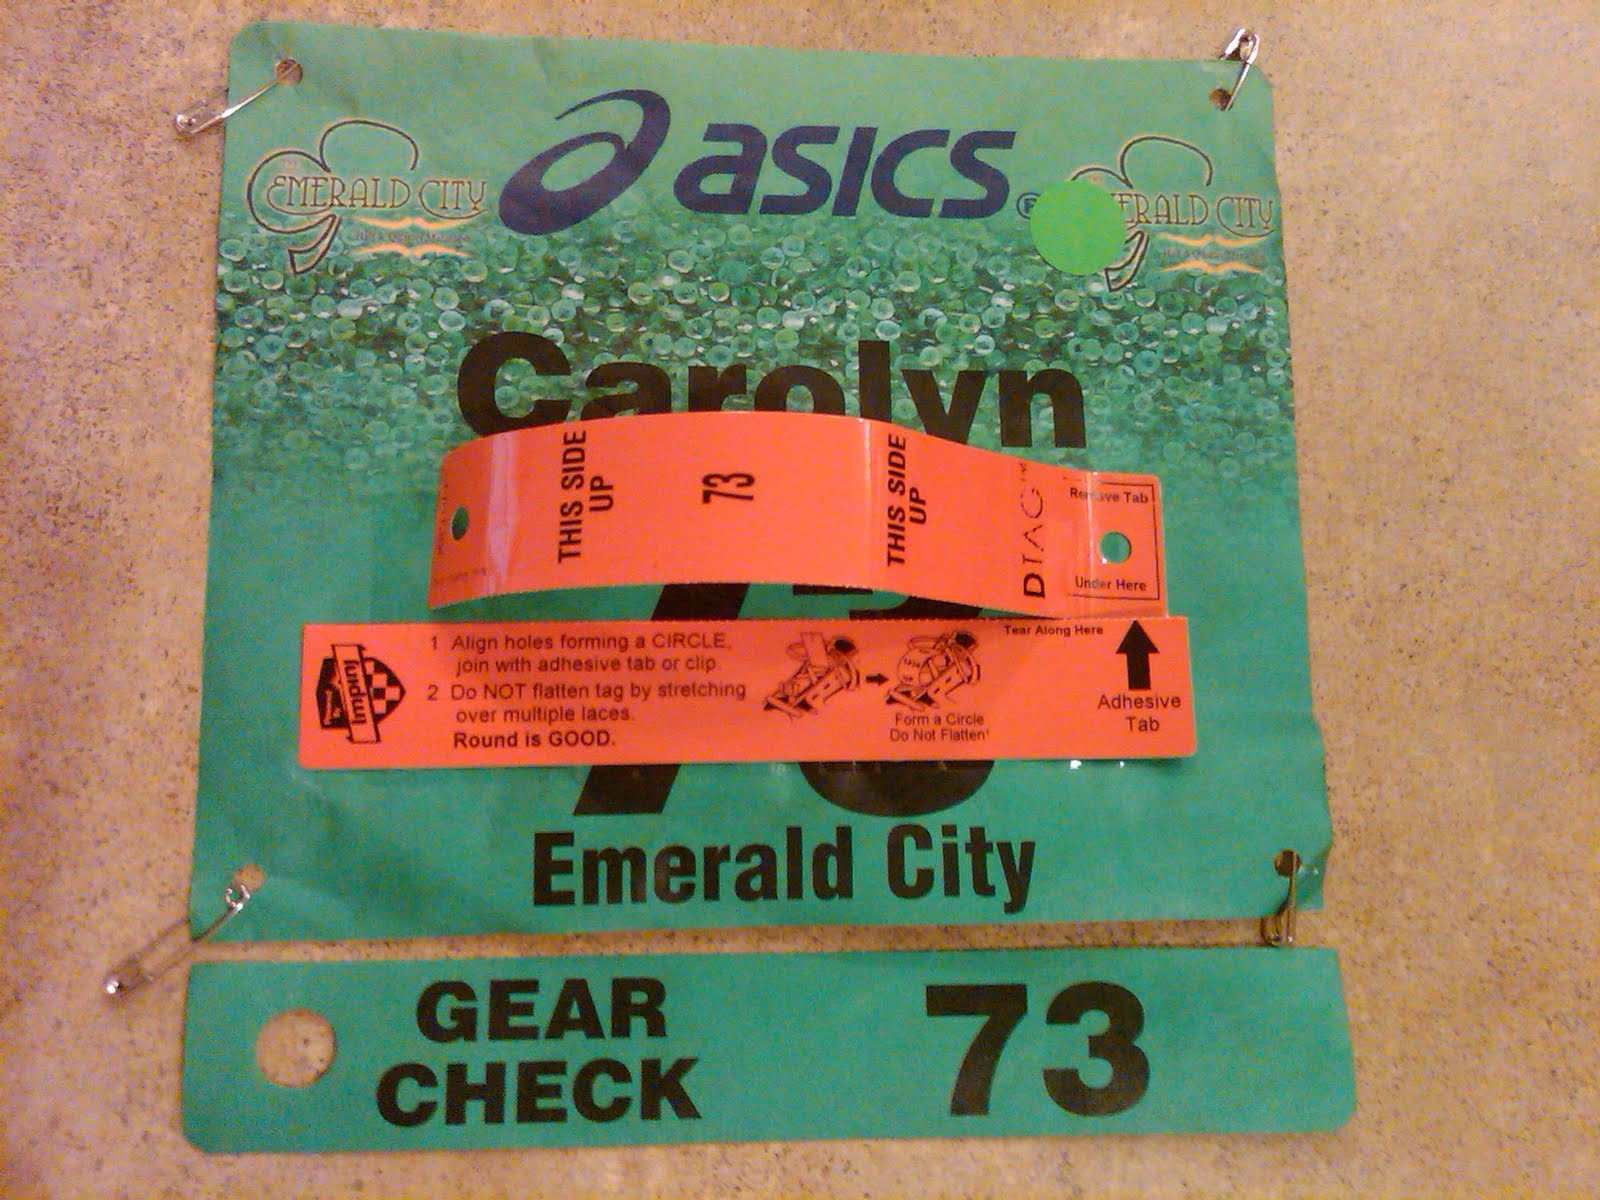 asics
EMERALD CITY
ERALD CITY
Carolyn
THIS SIDE
UP
73
THIS SIDE
UP
Remove Tab
Under Here
1 Align holes forming a CIRCLE,
join with adhesive tab or clip.
2 Do NOT flatten tag by stretching
over multiple laces.
Round is GOOD.
Form a Circle
Do Not Flatten!
Tear Along Here
Adhesive
Tab
73
Emerald City
GEAR
CHECK
73